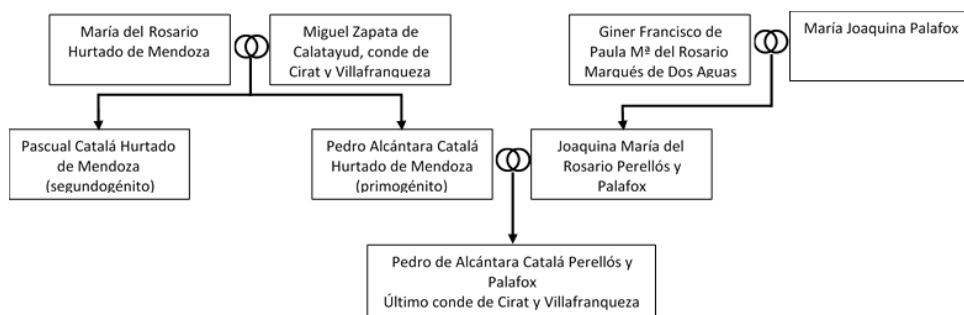 María del Rosario
Hurtado de Mendoza
Miguel Zapata de
Calatayud, conde de
Cirat y Villafranqueza
Giner Francisco de
Paula Mª del Rosario
Marqués de Dos Aguas
María Joaquina Palafox
Pascual Catalá Hurtado
de Mendoza
(segundogénito)
Pedro Alcántara Catalá
Hurtado de Mendoza
(primogénito)
Joaquina María del
Rosario Perellós y
Palafox
Pedro de Alcántara Catalá Perellós y
Palafox
Último conde de Cirat y Villafranqueza